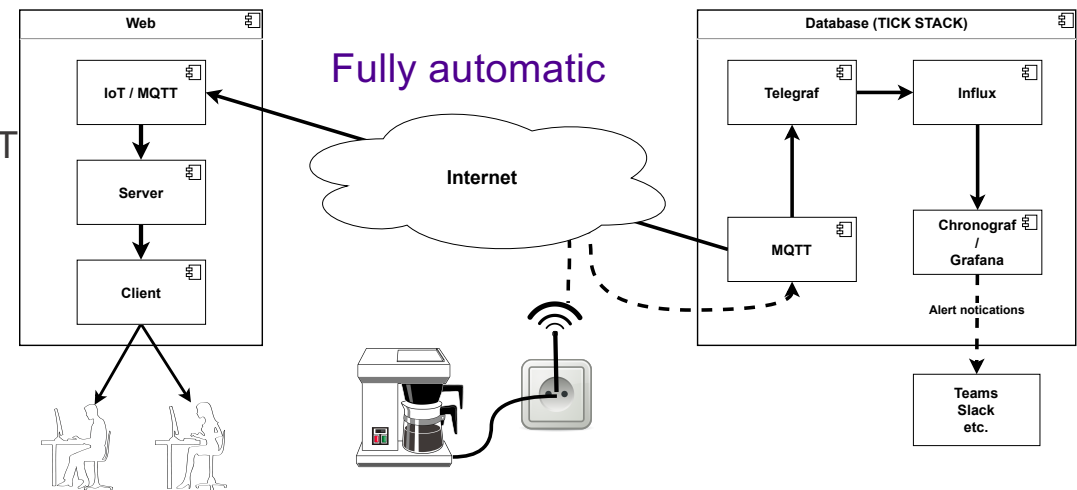 Web
Database (TICK STACK)
Fully automatic
IoT / MQTT
Telegraf
Influx
T
Internet
Server
Chronograf
/
Grafana
MQTT
Client
Alert notications
Teams
Slack
etc.